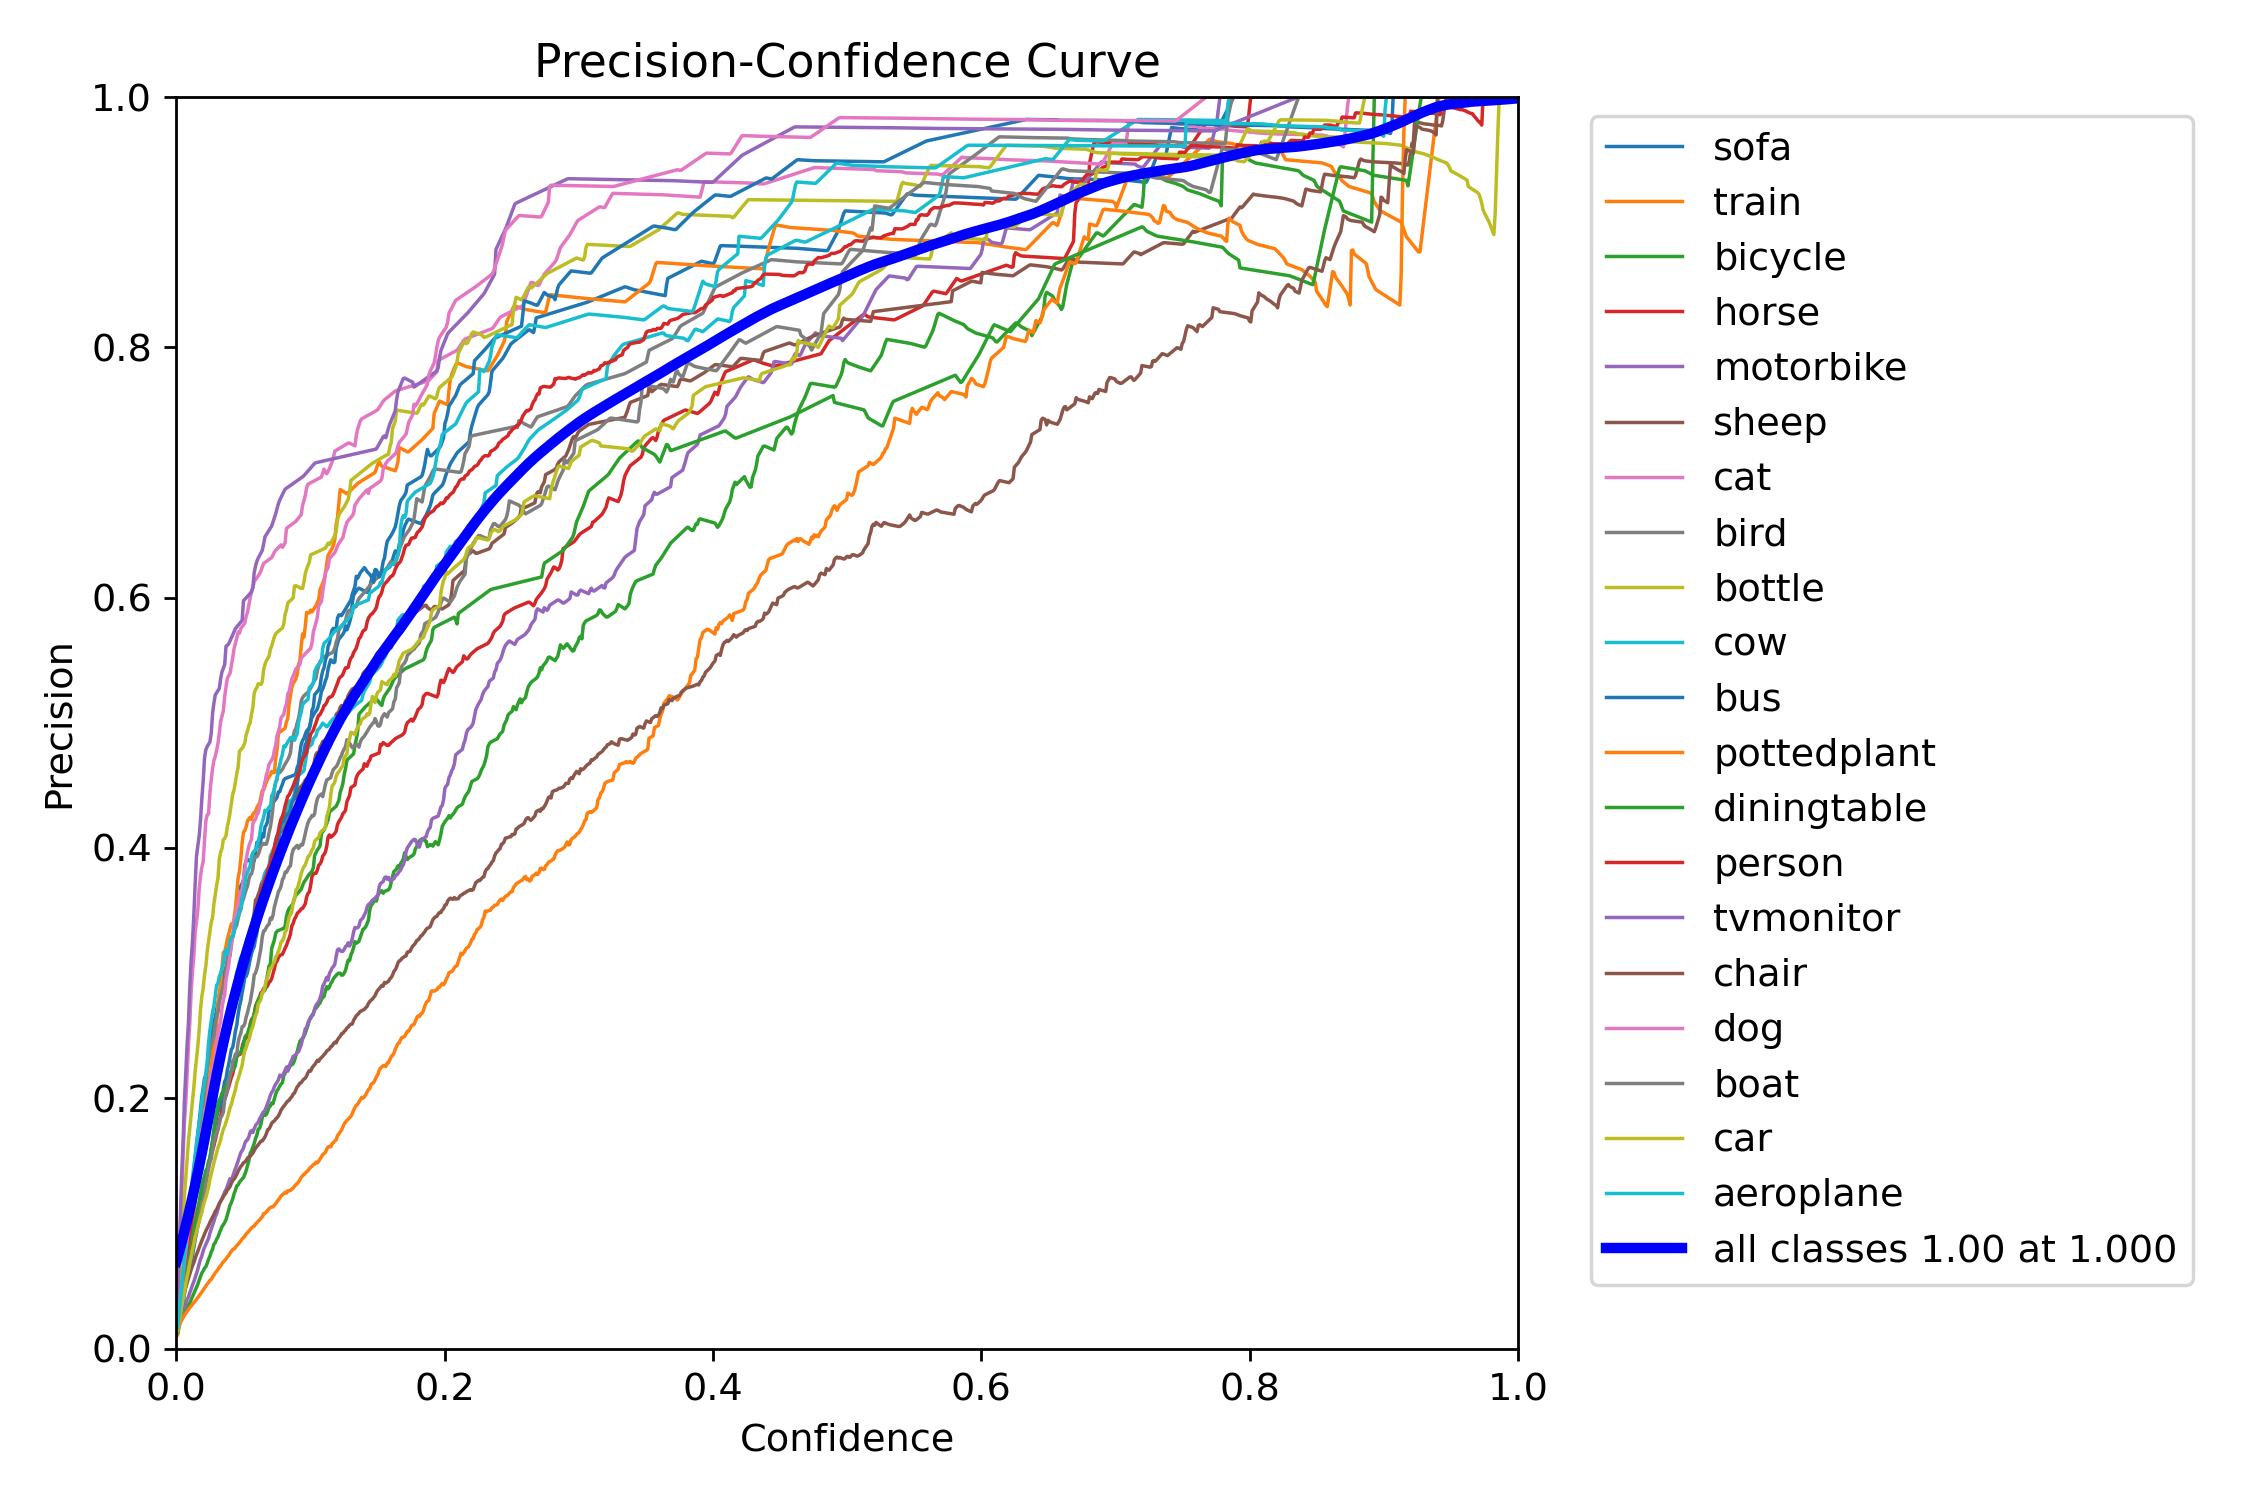 Precision-Confidence Curve
1.0
0.8
0.6
0.4
0.2
0.0
Precision
0.0 0.2 0.4 0.6 0.8 1.0
Confidence
sofa
train
bicycle
horse
motorbike
sheep
cat
bird
bottle
cow
bus
pottedplant
diningtable
person
tvmonitor
chair
dog
boat
car
aeroplane
all classes 1.00 at 1.000